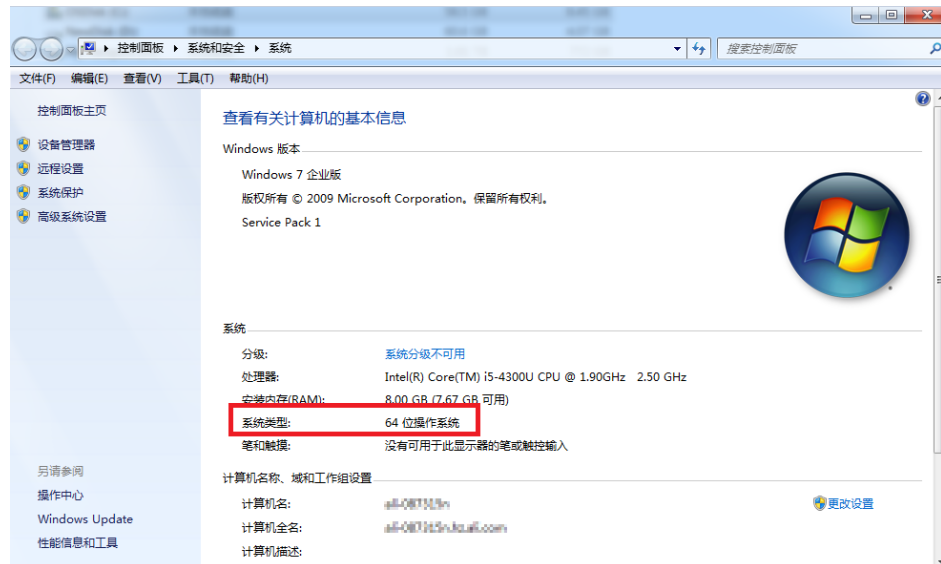 控制面板 ▸ 系统和安全 ▸ 系统
搜索控制面板
文件(F) 编辑(E) 查看(V) 工具(T) 帮助(H)
控制面板主页
设备管理器
远程设置
系统保护
高级系统设置
另请参阅
操作中心
Windows Update
性能信息和工具
查看有关计算机的基本信息
Windows 版本
Windows 7 企业版
版权所有 © 2009 Microsoft Corporation。保留所有权利。
Service Pack 1
系统
分级: 系统分级不可用
处理器: Intel(R) Core(TM) i5-4300U CPU @ 1.90GHz 2.50 GHz
安装内存(RAM): 8.00 GB (7.67 GB 可用)
系统类型: 64 位操作系统
笔和触摸: 没有可用于此显示器的笔或触控输入
计算机名称、域和工作组设置
计算机名:
更改设置
计算机全名:
计算机描述: